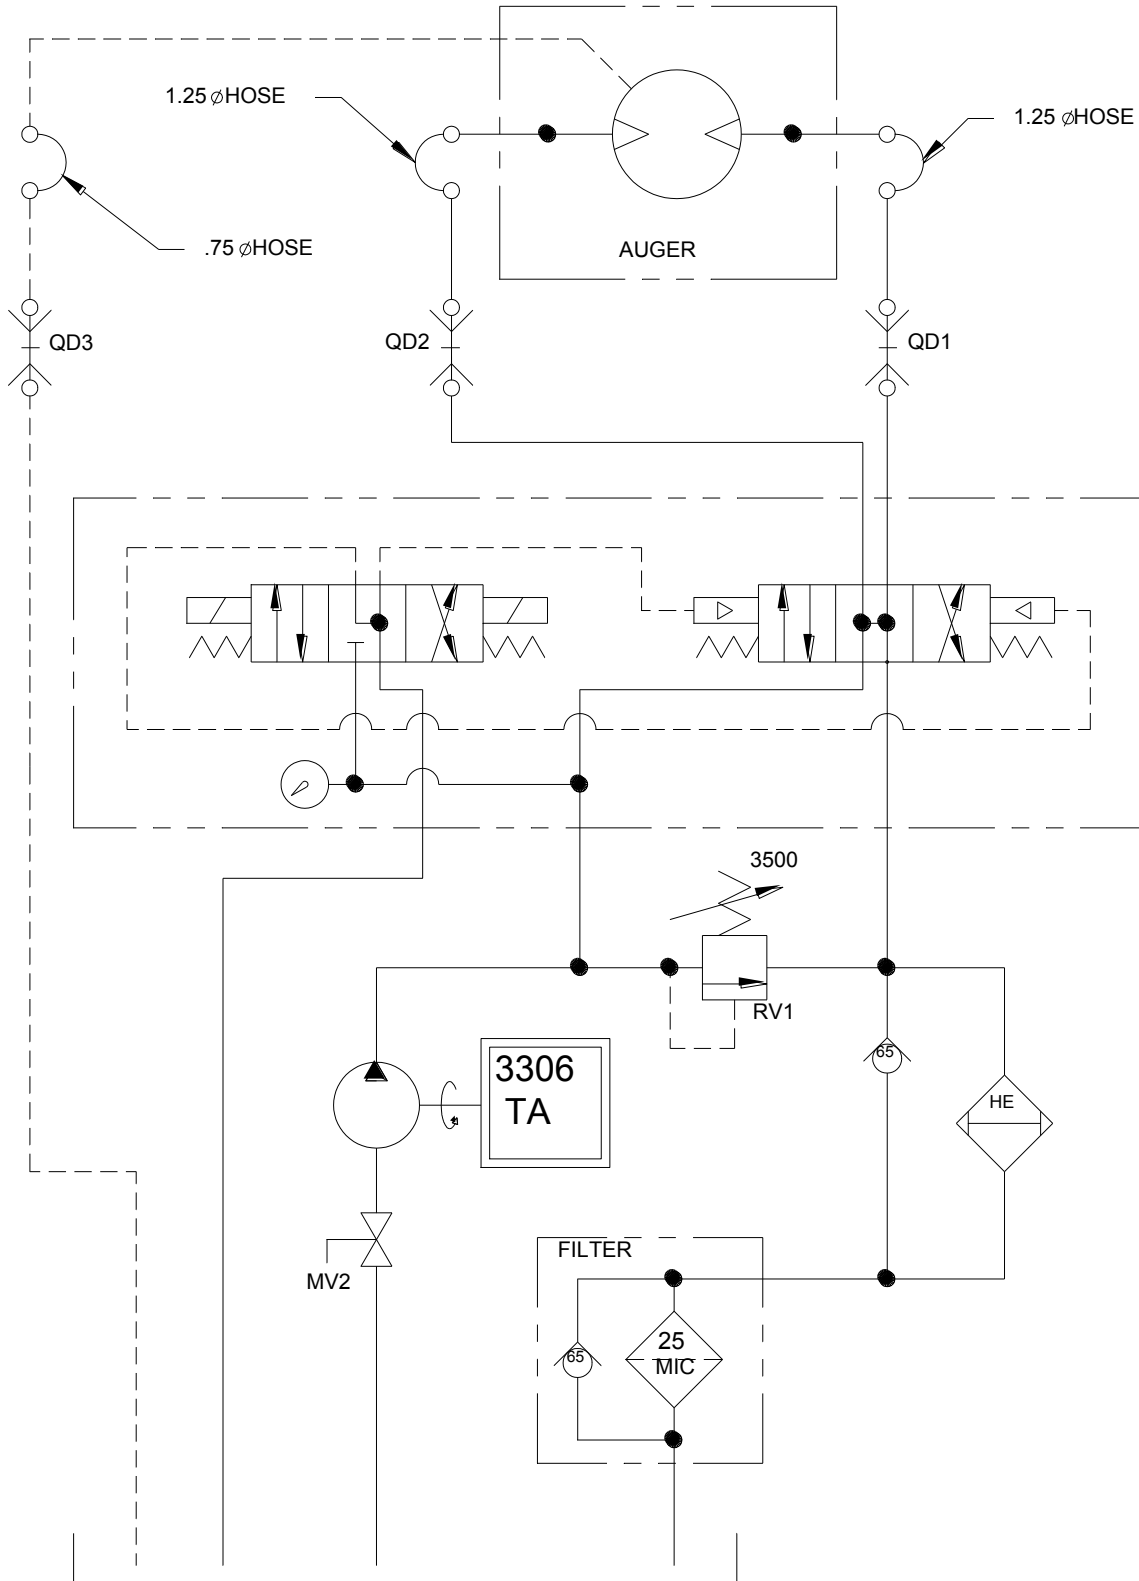 1.25 ⌀HOSE
1.25 ⌀HOSE
.75 ⌀HOSE
AUGER
QD3
QD2
QD1
3500
RV1
3306
TA
65
HE
MV2
FILTER
65
25
MIC